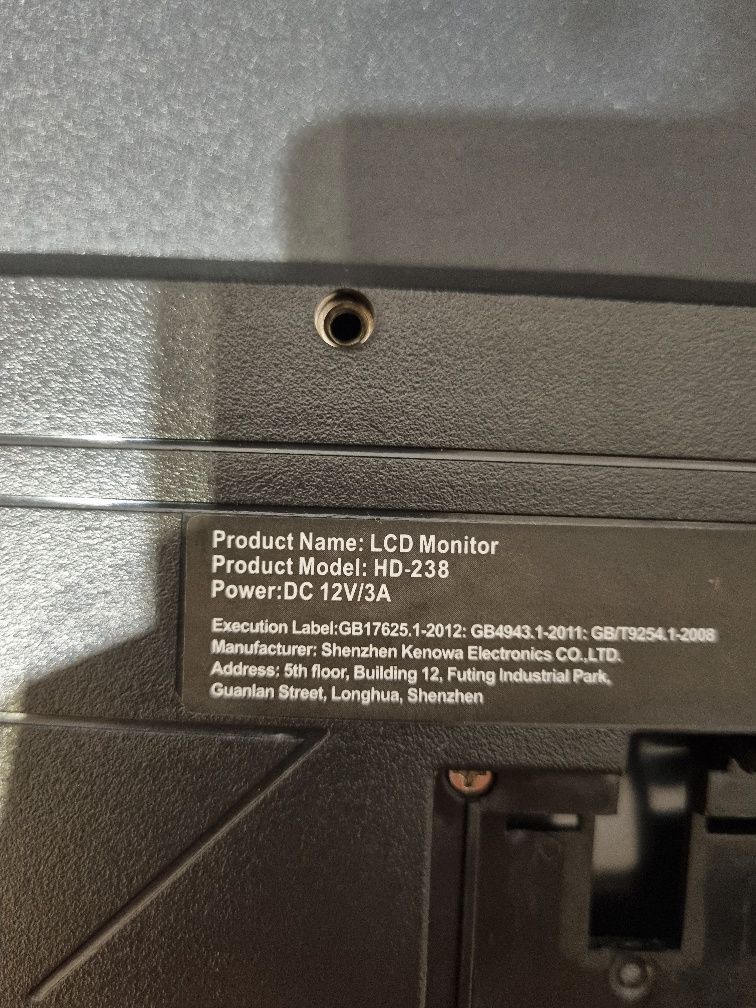 Product Name: LCD Monitor
Product Model: HD-238
Power:DC 12V/3A
Execution Label:GB17625.1-2012: GB4943.1-2011: GB/T9254.1-2008
Manufacturer: Shenzhen Kenowa Electronics CO.,LTD.
Address: 5th floor, Building 12, Futing Industrial Park,
Guanlan Street, Longhua, Shenzhen